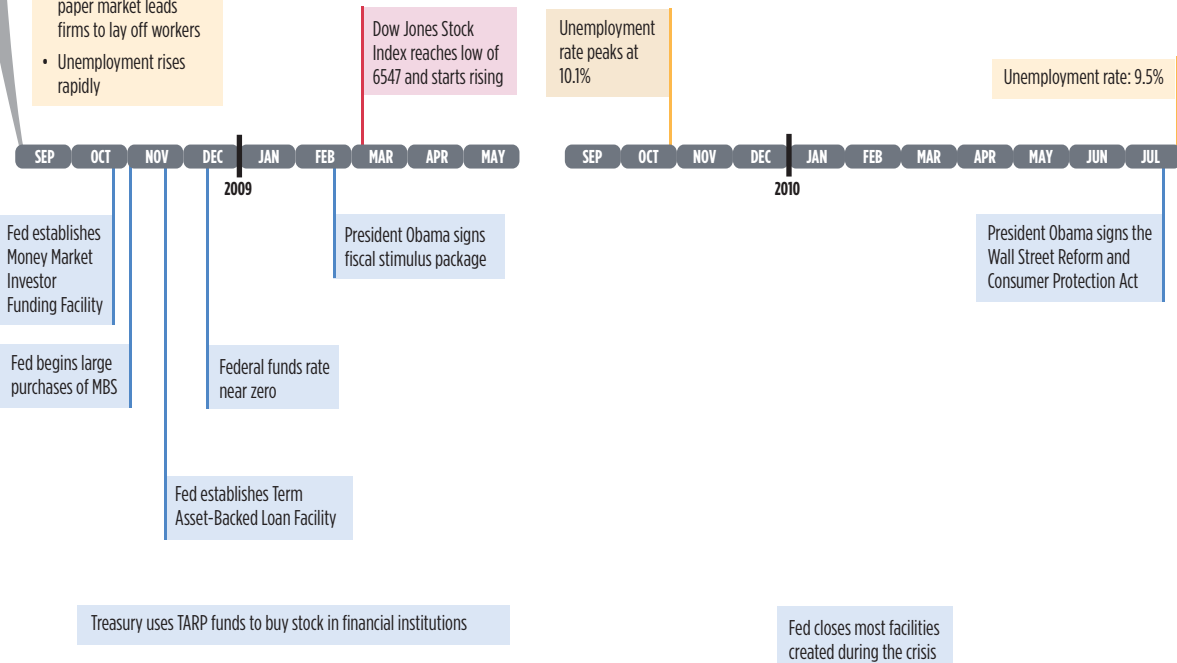 paper market leads
firms to lay off workers
• Unemployment rises
rapidly
Dow Jones Stock
Index reaches low of
6547 and starts rising
Unemployment
rate peaks at
10.1%
Unemployment rate: 9.5%
SEP OCT NOV DEC JAN FEB MAR APR MAY
SEP OCT NOV DEC JAN FEB MAR APR MAY JUN JUL
2009
2010
Fed establishes
Money Market
Investor
Funding Facility
President Obama signs
fiscal stimulus package
President Obama signs the
Wall Street Reform and
Consumer Protection Act
Fed begins large
purchases of MBS
Federal funds rate
near zero
Fed establishes Term
Asset-Backed Loan Facility
Treasury uses TARP funds to buy stock in financial institutions
Fed closes most facilities
created during the crisis